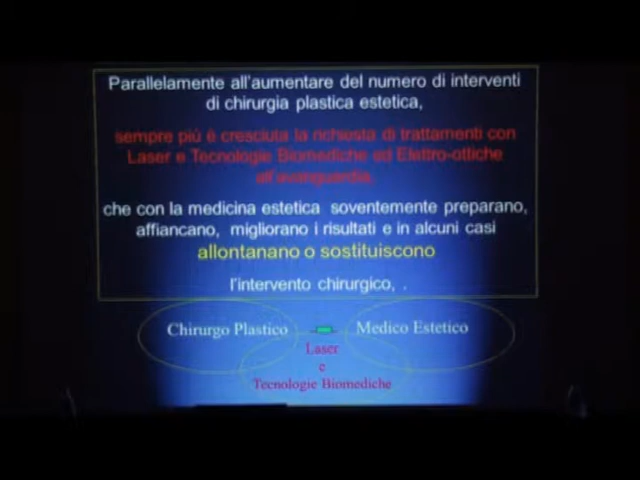 Parallelamente all'aumentare del numero di interventi
di chirurgia plastica estetica,
sempre più è cresciuta la richiesta di trattamenti con
Laser e Tecnologie Biomediche ed Elettro-ottiche
all'avanguardia,
che con la medicina estetica soventemente preparano,
affiancano, migliorano i risultati e in alcuni casi
allontanano o sostituiscono
l'intervento chirurgico, .
Chirurgo Plastico
Medico Estetico
Laser
e
Tecnologie Biomediche